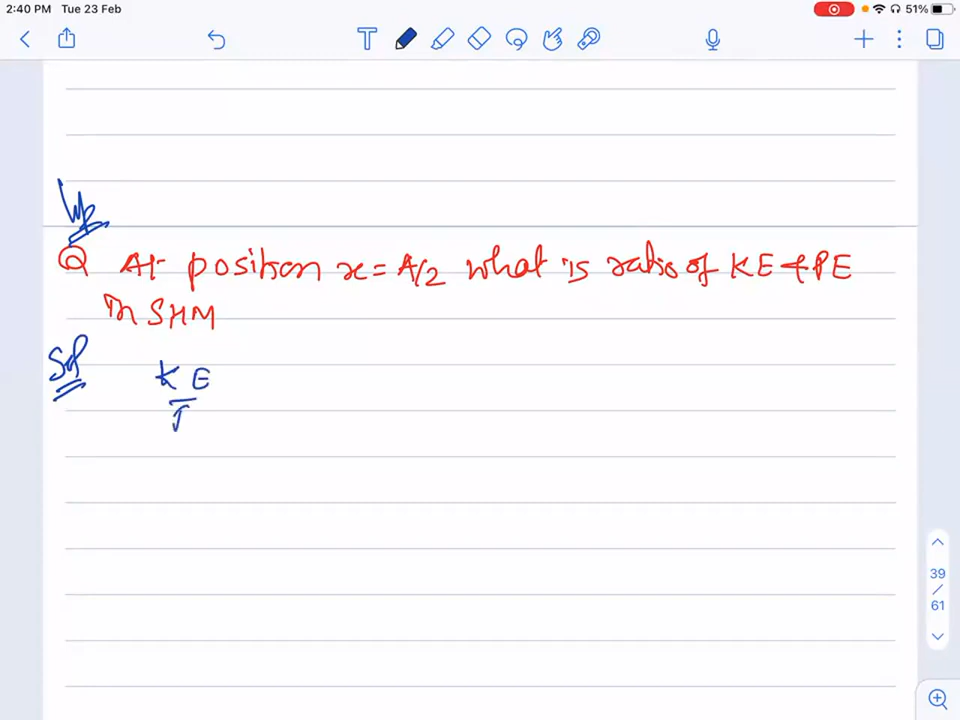 2:40 PM Tue 23 Feb
51%
T
Imp
Q At position x = A/2 what is ratio of KE & PE
in SHM
Sol
KE
39
/
61